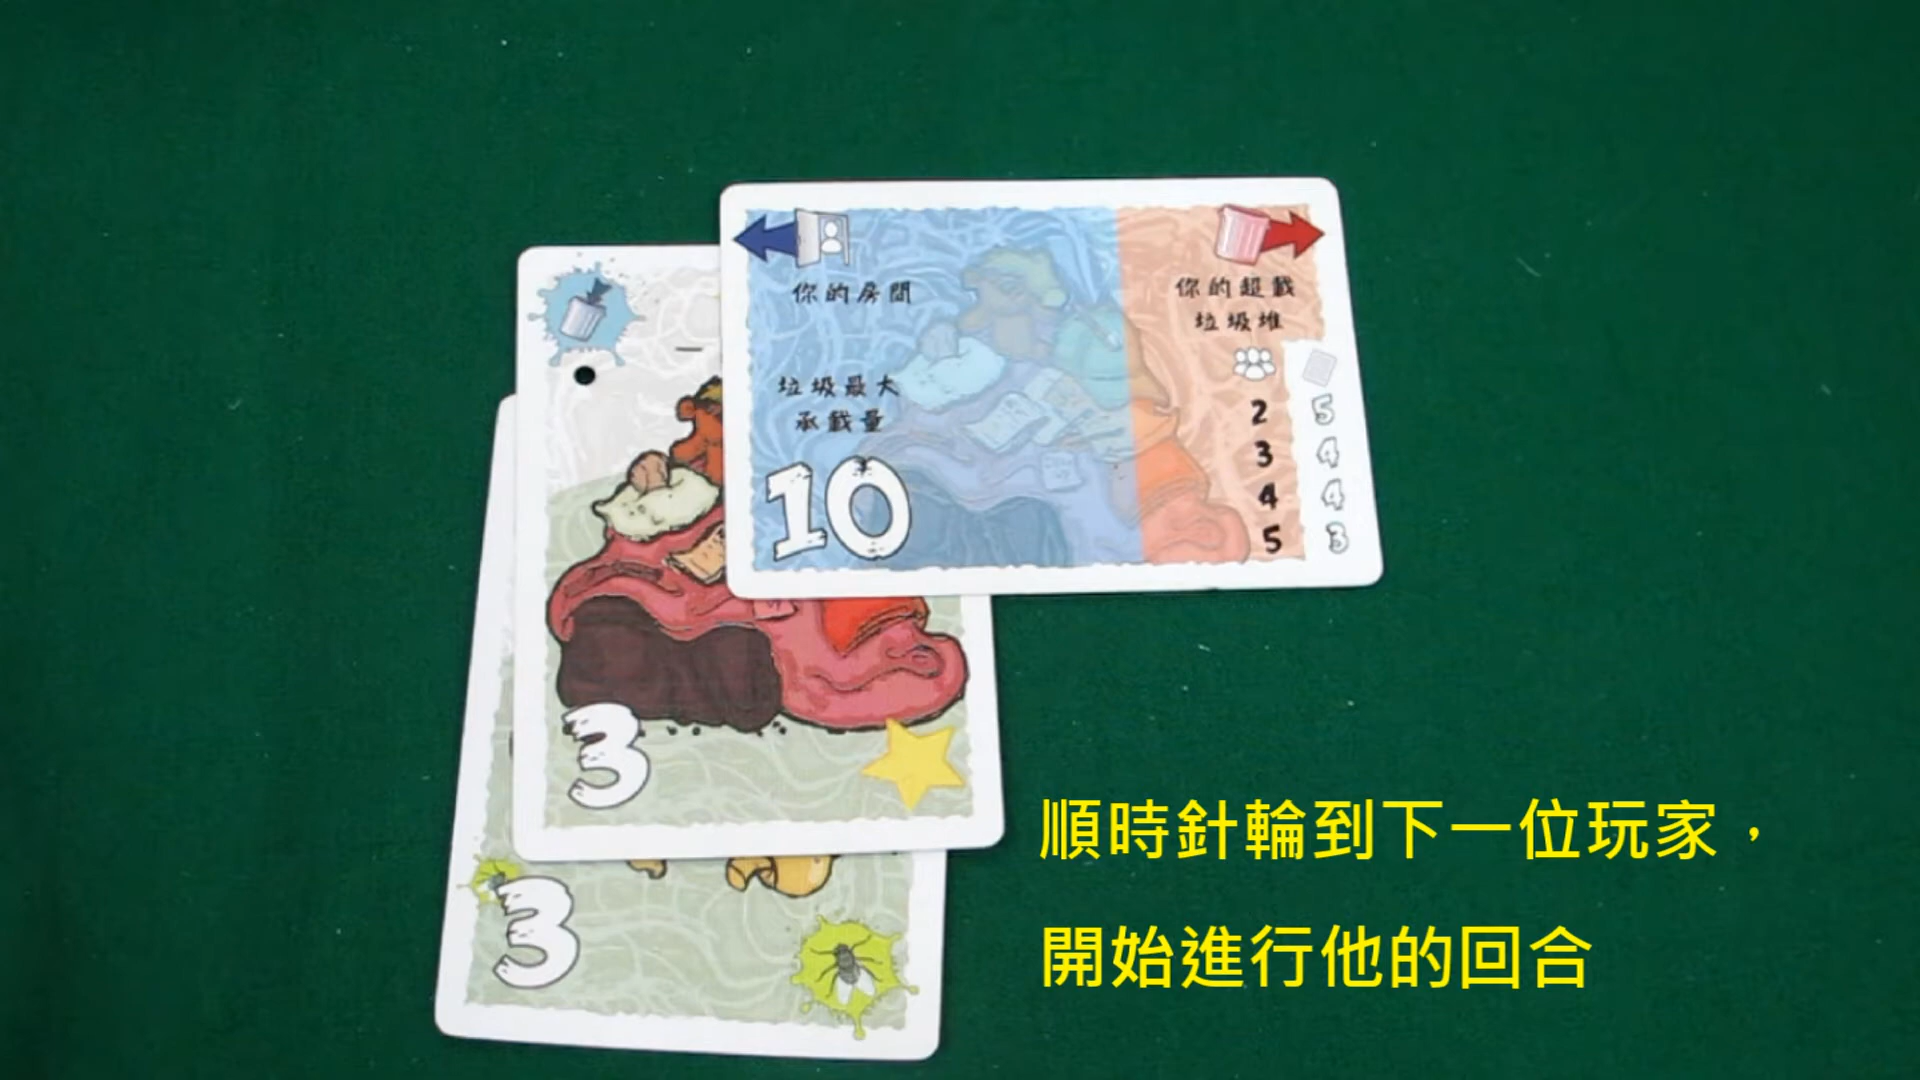 你的房間
垃圾最大
承載量
10
你的超載
垃圾堆
2 5
3 4
4 4
5 3
3
3
順時針輪到下一位玩家，
開始進行他的回合